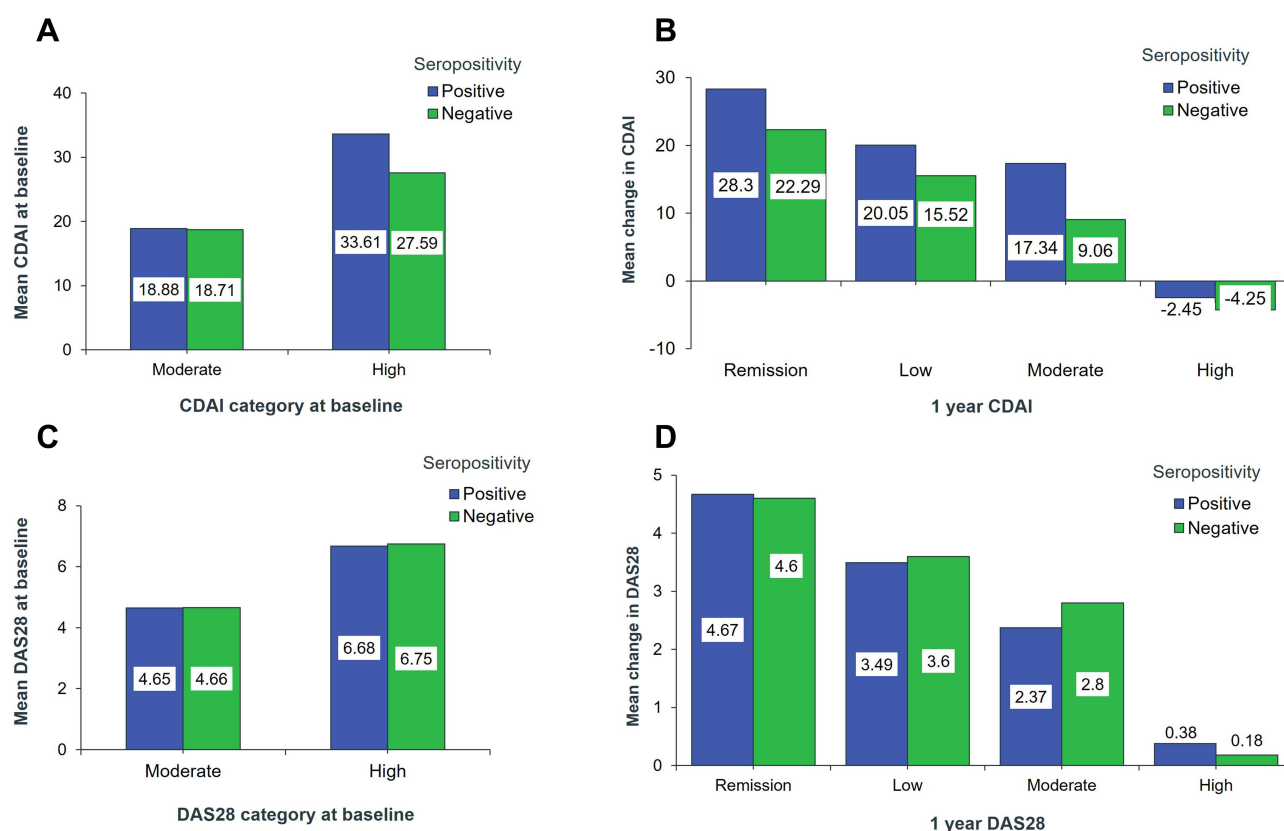 A
Seropositivity
Positive
Negative
Mean CDAI at baseline
40
30
20
10
0
18.88
18.71
33.61
27.59
Moderate
High
CDAI category at baseline
B
Seropositivity
Positive
Negative
Mean change in CDAI
30
20
10
0
-10
28.3
22.29
20.05
15.52
17.34
9.06
-2.45
-4.25
Remission
Low
Moderate
High
1 year CDAI
C
Seropositivity
Positive
Negative
Mean DAS28 at baseline
8
6
4
2
0
4.65
4.66
6.68
6.75
Moderate
High
DAS28 category at baseline
D
Seropositivity
Positive
Negative
Mean change in DAS28
5
4
3
2
1
0
4.67
4.6
3.49
3.6
2.37
2.8
0.38
0.18
Remission
Low
Moderate
High
1 year DAS28